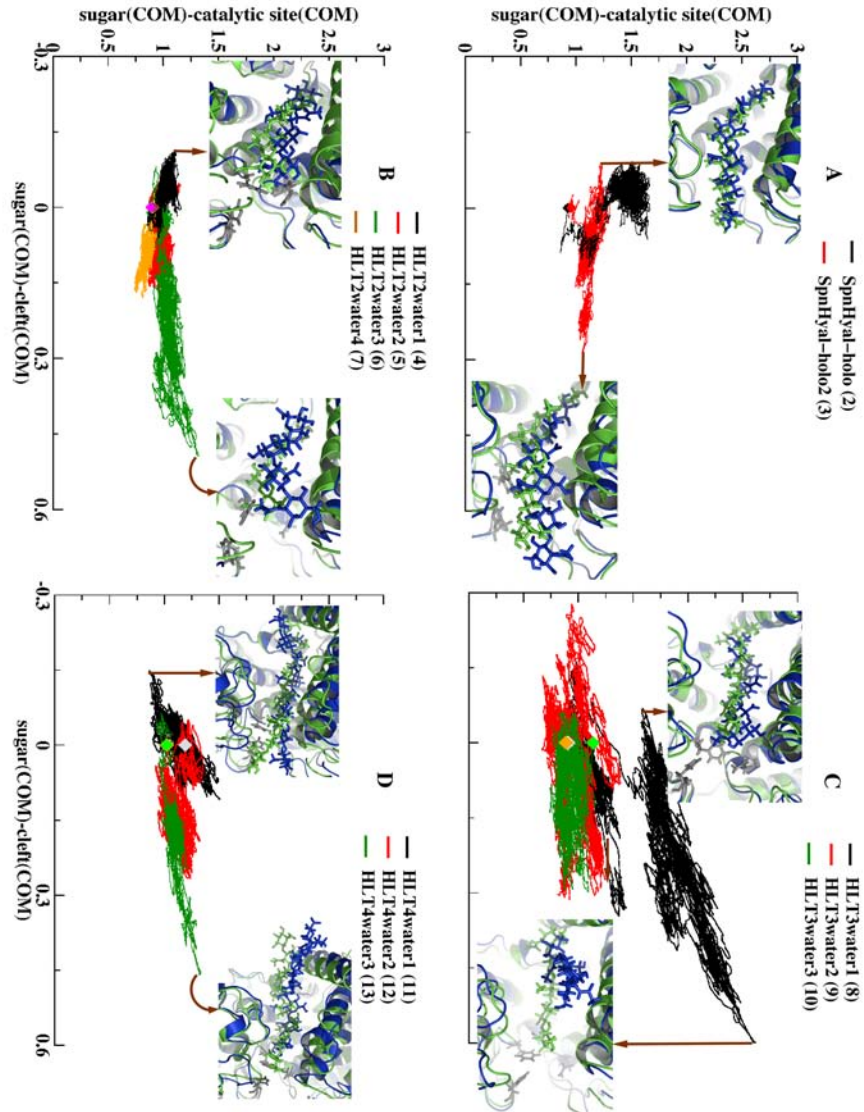 A
SpnHyal-holo (2)
SpnHyal-holo2 (3)
sugar(COM)-catalytic site(COM)
3
2.5
2
1.5
1
0.5
0
C
HLT3water1 (8)
HLT3water2 (9)
HLT3water3 (10)
B
HLT2water1 (4)
HLT2water2 (5)
HLT2water3 (6)
HLT2water4 (7)
sugar(COM)-catalytic site(COM)
3
2.5
2
1.5
1
0.5
0
-0.3
0
0.3
0.6
sugar(COM)-cleft(COM)
D
HLT4water1 (11)
HLT4water2 (12)
HLT4water3 (13)
-0.3
0
0.3
0.6
sugar(COM)-cleft(COM)